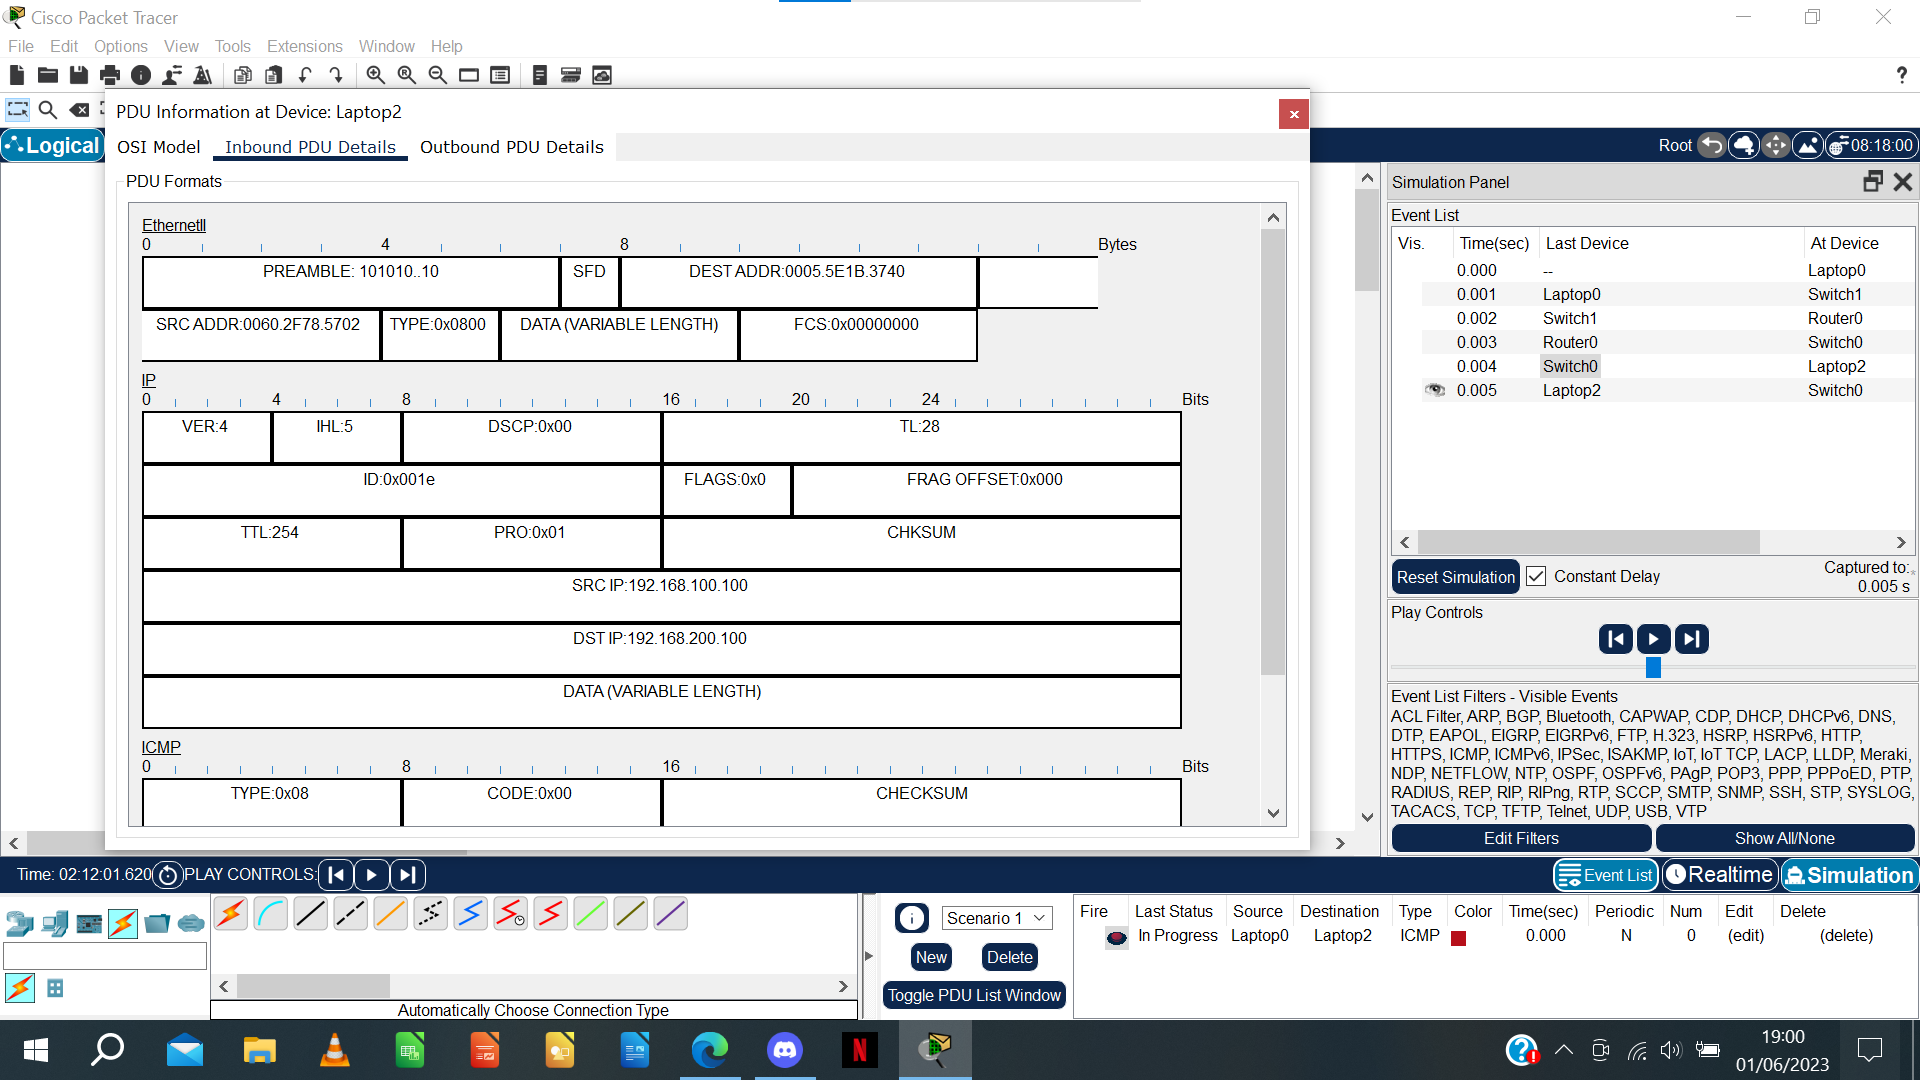 Cisco Packet Tracer
File Edit Options View Tools Extensions Window Help
?
PDU Information at Device: Laptop2
x
Logical
OSI Model Inbound PDU Details Outbound PDU Details
Root 08:18:00
PDU Formats
EthernetII
0 4 8 Bytes
PREAMBLE: 101010..10 SFD DEST ADDR:0005.5E1B.3740
SRC ADDR:0060.2F78.5702 TYPE:0x0800 DATA (VARIABLE LENGTH) FCS:0x00000000
IP
0 4 8 16 20 24 Bits
VER:4 IHL:5 DSCP:0x00 TL:28
ID:0x001e FLAGS:0x0 FRAG OFFSET:0x000
TTL:254 PRO:0x01 CHKSUM
SRC IP:192.168.100.100
DST IP:192.168.200.100
DATA (VARIABLE LENGTH)
ICMP
0 8 16 Bits
TYPE:0x08 CODE:0x00 CHECKSUM
Simulation Panel
Event List
Vis. Time(sec) Last Device At Device
0.000 -- Laptop0
0.001 Laptop0 Switch1
0.002 Switch1 Router0
0.003 Router0 Switch0
0.004 Switch0 Laptop2
0.005 Laptop2 Switch0
Reset Simulation Constant Delay Captured to:*
0.005 s
Play Controls
Event List Filters - Visible Events
ACL Filter, ARP, BGP, Bluetooth, CAPWAP, CDP, DHCP, DHCPv6, DNS,
DTP, EAPOL, EIGRP, EIGRPv6, FTP, H.323, HSRP, HSRPv6, HTTP,
HTTPS, ICMP, ICMPv6, IPSec, ISAKMP, IoT, IoT TCP, LACP, LLDP, Meraki,
NDP, NETFLOW, NTP, OSPF, OSPFv6, PAgP, POP3, PPP, PPPoED, PTP,
RADIUS, REP, RIP, RIPng, RTP, SCCP, SMTP, SNMP, SSH, STP, SYSLOG,
TACACS, TCP, TFTP, Telnet, UDP, USB, VTP
Edit Filters Show All/None
Time: 02:12:01.620 PLAY CONTROLS: Event List Realtime Simulation
Scenario 1
New Delete
Toggle PDU List Window
Fire Last Status Source Destination Type Color Time(sec) Periodic Num Edit Delete
In Progress Laptop0 Laptop2 ICMP 0.000 N 0 (edit) (delete)
Automatically Choose Connection Type
19:00
01/06/2023